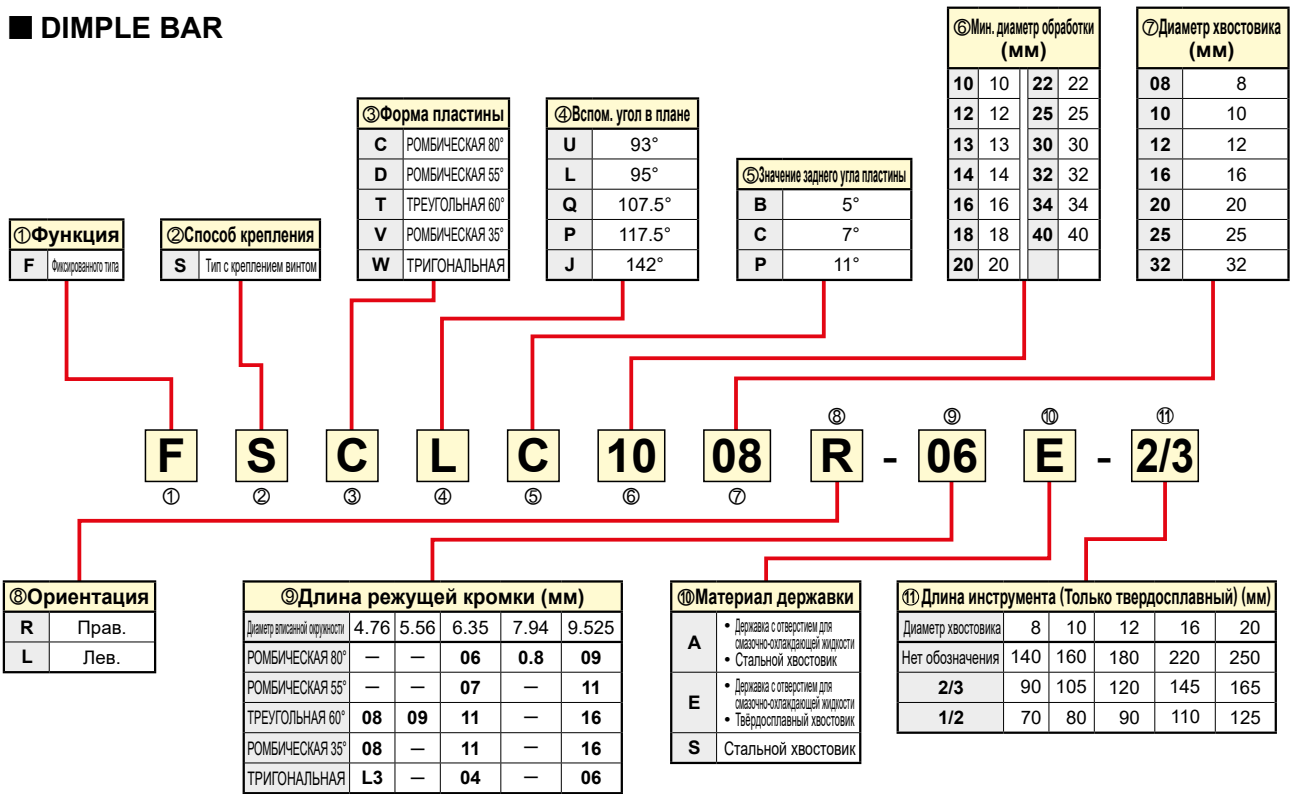 ■ DIMPLE BAR
①Функция
F Фиксированного типа
②Способ крепления
S Тип с креплением винтом
③Форма пластины
C РОМБИЧЕСКАЯ 80°
D РОМБИЧЕСКАЯ 55°
T ТРЕУГОЛЬНАЯ 60°
V РОМБИЧЕСКАЯ 35°
W ТРИГОНАЛЬНАЯ
④Вспом. угол в плане
U 93°
L 95°
Q 107.5°
P 117.5°
J 142°
⑤Значение заднего угла пластины
B 5°
C 7°
P 11°
⑥Мин. диаметр обработки
(мм)
10 10 22 22
12 12 25 25
13 13 30 30
14 14 32 32
16 16 34 34
18 18 40 40
20 20
⑦Диаметр хвостовика
(мм)
08 8
10 10
12 12
16 16
20 20
25 25
32 32
⑧ ⑨ ⑩ ⑪
F S C L C 10 08 R - 06 E - 2/3
① ② ③ ④ ⑤ ⑥ ⑦
⑧Ориентация
R Прав.
L Лев.
⑨Длина режущей кромки (мм)
Диаметр вписанной окружности 4.76 5.56 6.35 7.94 9.525
РОМБИЧЕСКАЯ 80° — — 06 0.8 09
РОМБИЧЕСКАЯ 55° — — 07 — 11
ТРЕУГОЛЬНАЯ 60° 08 09 11 — 16
РОМБИЧЕСКАЯ 35° 08 — 11 — 16
ТРИГОНАЛЬНАЯ L3 — 04 — 06
⑩Материал державки
A • Державка с отверстием для
смазочно-охлаждающей жидкости
• Стальной хвостовик
E • Державка с отверстием для
смазочно-охлаждающей жидкости
• Твёрдосплавный хвостовик
S Стальной хвостовик
⑪ Длина инструмента (Только твердосплавный) (мм)
Диаметр хвостовика 8 10 12 16 20
Нет обозначения 140 160 180 220 250
2/3 90 105 120 145 165
1/2 70 80 90 110 125